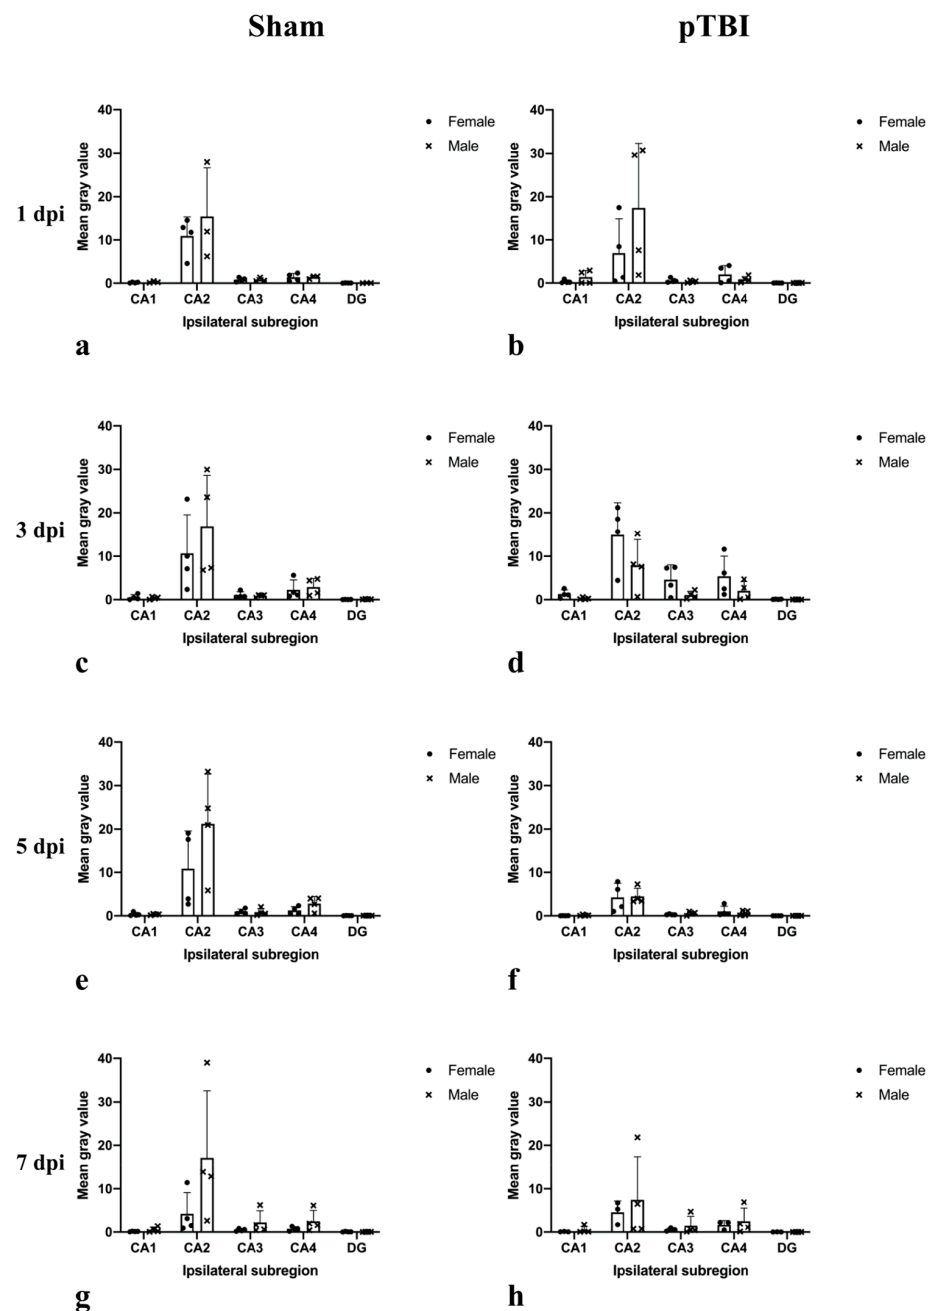 Sham
pTBI
1 dpi
Mean gray value
40
30
20
10
0
CA1 CA2 CA3 CA4 DG
Ipsilateral subregion
Female
Male
a
Mean gray value
40
30
20
10
0
CA1 CA2 CA3 CA4 DG
Ipsilateral subregion
Female
Male
b
3 dpi
Mean gray value
40
30
20
10
0
CA1 CA2 CA3 CA4 DG
Ipsilateral subregion
Female
Male
c
Mean gray value
40
30
20
10
0
CA1 CA2 CA3 CA4 DG
Ipsilateral subregion
Female
Male
d
5 dpi
Mean gray value
40
30
20
10
0
CA1 CA2 CA3 CA4 DG
Ipsilateral subregion
Female
Male
e
Mean gray value
40
30
20
10
0
CA1 CA2 CA3 CA4 DG
Ipsilateral subregion
Female
Male
f
7 dpi
Mean gray value
40
30
20
10
0
CA1 CA2 CA3 CA4 DG
Ipsilateral subregion
Female
Male
g
Mean gray value
40
30
20
10
0
CA1 CA2 CA3 CA4 DG
Ipsilateral subregion
Female
Male
h